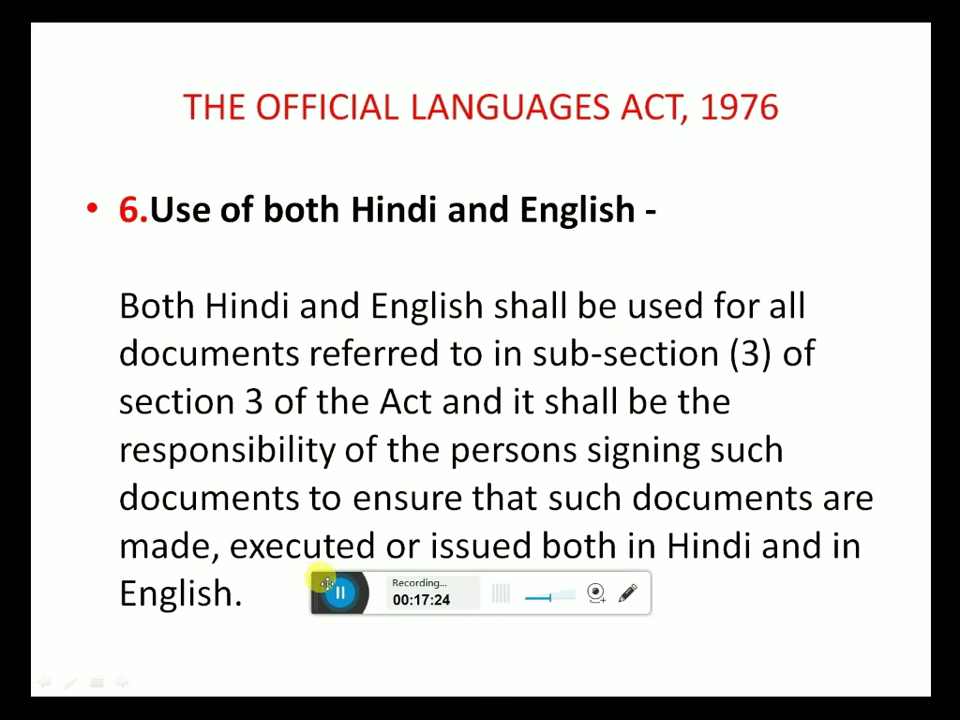 THE OFFICIAL LANGUAGES ACT, 1976
• 6.Use of both Hindi and English -
Both Hindi and English shall be used for all
documents referred to in sub-section (3) of
section 3 of the Act and it shall be the
responsibility of the persons signing such
documents to ensure that such documents are
made, executed or issued both in Hindi and in
English.
Recording...
00:17:24